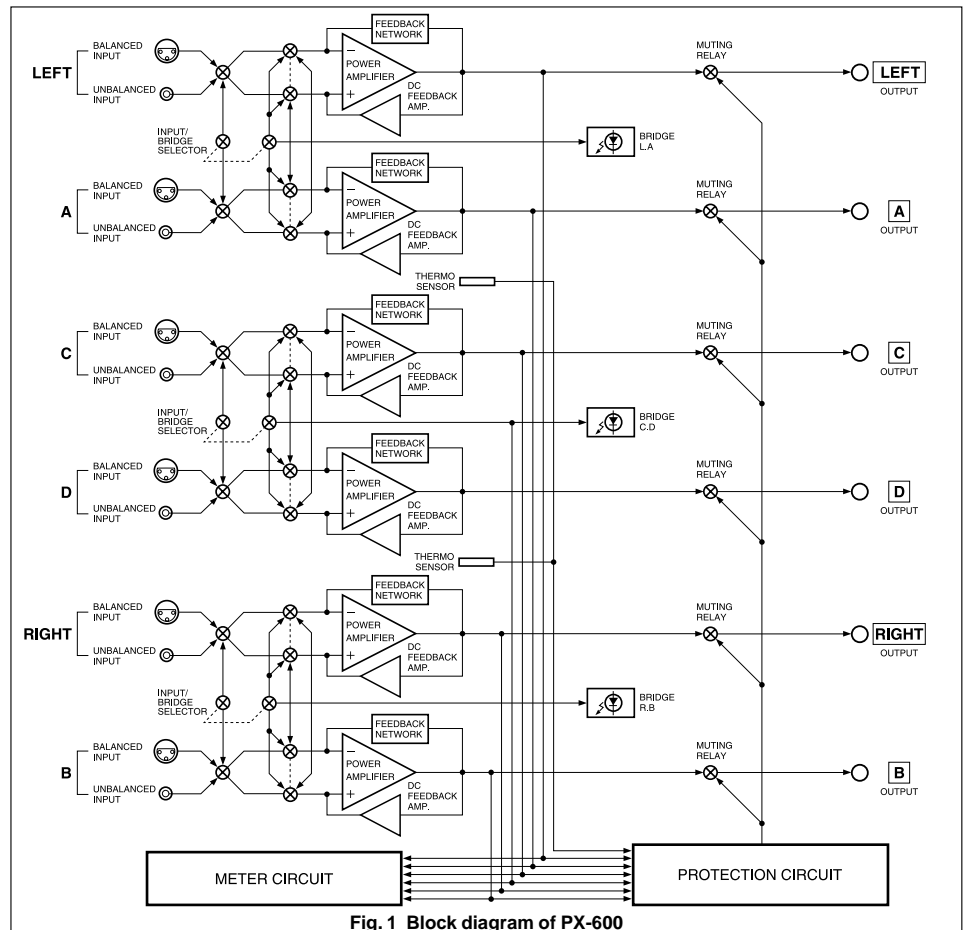 BALANCED
INPUT
LEFT
UNBALANCED
INPUT
INPUT/
BRIDGE
SELECTOR
FEEDBACK
NETWORK
−
POWER
AMPLIFIER
+
DC
FEEDBACK
AMP.
BRIDGE
L.A
MUTING
RELAY
LEFT
OUTPUT
BALANCED
INPUT
A
UNBALANCED
INPUT
FEEDBACK
NETWORK
−
POWER
AMPLIFIER
+
DC
FEEDBACK
AMP.
MUTING
RELAY
A
OUTPUT
THERMO
SENSOR
BALANCED
INPUT
C
UNBALANCED
INPUT
INPUT/
BRIDGE
SELECTOR
FEEDBACK
NETWORK
−
POWER
AMPLIFIER
+
DC
FEEDBACK
AMP.
BRIDGE
C.D
MUTING
RELAY
C
OUTPUT
BALANCED
INPUT
D
UNBALANCED
INPUT
FEEDBACK
NETWORK
−
POWER
AMPLIFIER
+
DC
FEEDBACK
AMP.
MUTING
RELAY
D
OUTPUT
THERMO
SENSOR
BALANCED
INPUT
RIGHT
UNBALANCED
INPUT
INPUT/
BRIDGE
SELECTOR
FEEDBACK
NETWORK
−
POWER
AMPLIFIER
+
DC
FEEDBACK
AMP.
BRIDGE
R.B
MUTING
RELAY
RIGHT
OUTPUT
BALANCED
INPUT
B
UNBALANCED
INPUT
FEEDBACK
NETWORK
−
POWER
AMPLIFIER
+
DC
FEEDBACK
AMP.
MUTING
RELAY
B
OUTPUT
METER CIRCUIT
PROTECTION CIRCUIT
Fig. 1 Block diagram of PX-600